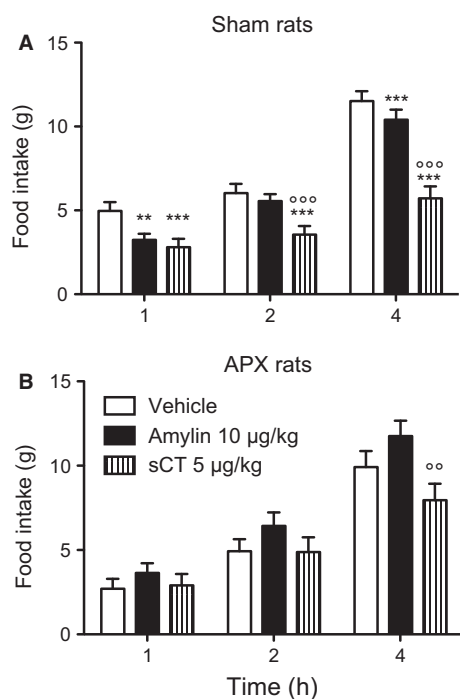 A
Sham rats
Food intake (g)
15
10
5
0
** ***
°°°
***
***
°°°
***
1 2 4
B
APX rats
Food intake (g)
15
10
5
0
Vehicle
Amylin 10 µg/kg
sCT 5 µg/kg
°°
1 2 4
Time (h)